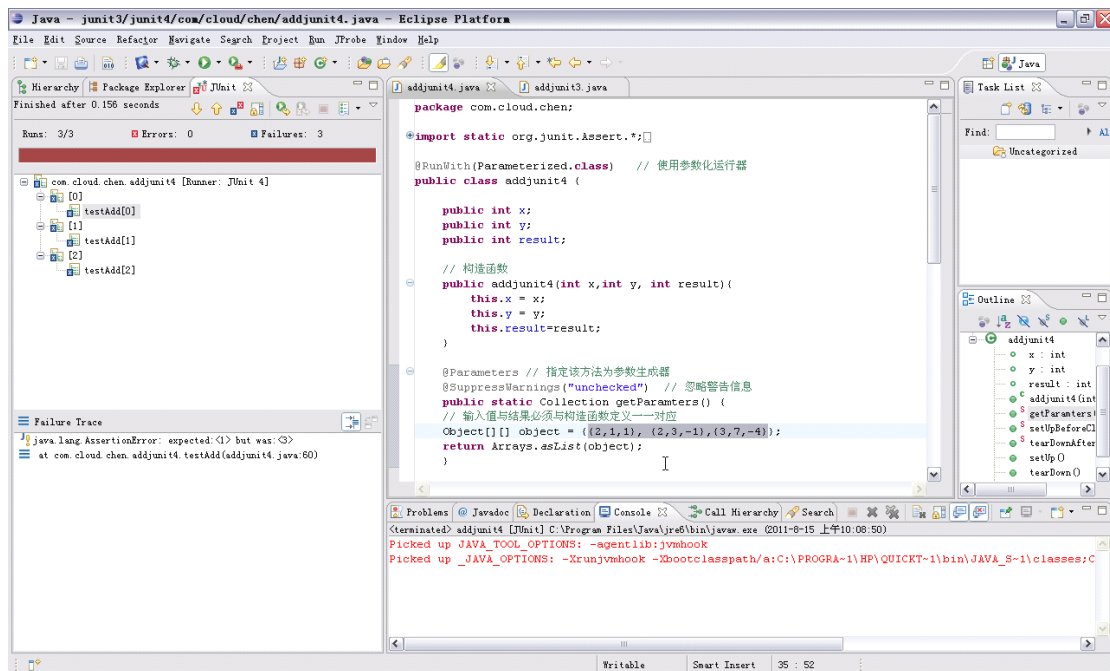 Java - junit3/junit4/com/cloud/chen/addjunit4.java - Eclipse Platform
File Edit Source Refactor Navigate Search Project Run JProbe Window Help
Java
Hierarchy Package Explorer JUnit
Finished after 0.156 seconds
Runs: 3/3 Errors: 0 Failures: 3
com.cloud.chen.addjunit4 [Runner: JUnit 4]
[0]
testAdd[0]
[1]
testAdd[1]
[2]
testAdd[2]
Failure Trace
java.lang.AssertionError: expected:<1> but was:<3>
at com.cloud.chen.addjunit4.testAdd(addjunit4.java:60)
addjunit4.java addjunit3.java
package com.cloud.chen;
import static org.junit.Assert.*;
@RunWith(Parameterized.class) // 使用参数化运行器
public class addjunit4 {
public int x;
public int y;
public int result;
// 构造函数
public addjunit4(int x,int y, int result){
this.x = x;
this.y = y;
this.result=result;
}
@Parameters // 指定该方法为参数生成器
@SuppressWarnings("unchecked") // 忽略警告信息
public static Collection getParamters() {
// 输入值与结果必须与构造函数定义一一对应
Object[][] object = {{2,1,1}, {2,3,-1},{3,7,-4}};
return Arrays.asList(object);
}
Task List
Find: Al
Uncategorized
Outline
addjunit4
x : int
y : int
result : int
addjunit4(int
getParamters(
setUpBeforeCl
tearDownAfter
setUp()
tearDown()
Problems Javadoc Declaration Console Call Hierarchy Search
<terminated> addjunit4 [JUnit] C:\Program Files\Java\jre6\bin\javaw.exe (2011-8-15 上午10:08:50)
Picked up JAVA_TOOL_OPTIONS: -agentlib:jvmhook
Picked up _JAVA_OPTIONS: -Xrunjvmhook -Xbootclasspath/a:C:\PROGRA~1\HP\QUICKT~1\bin\JAVA_S~1\classes;C
Writable Smart Insert 35 : 52